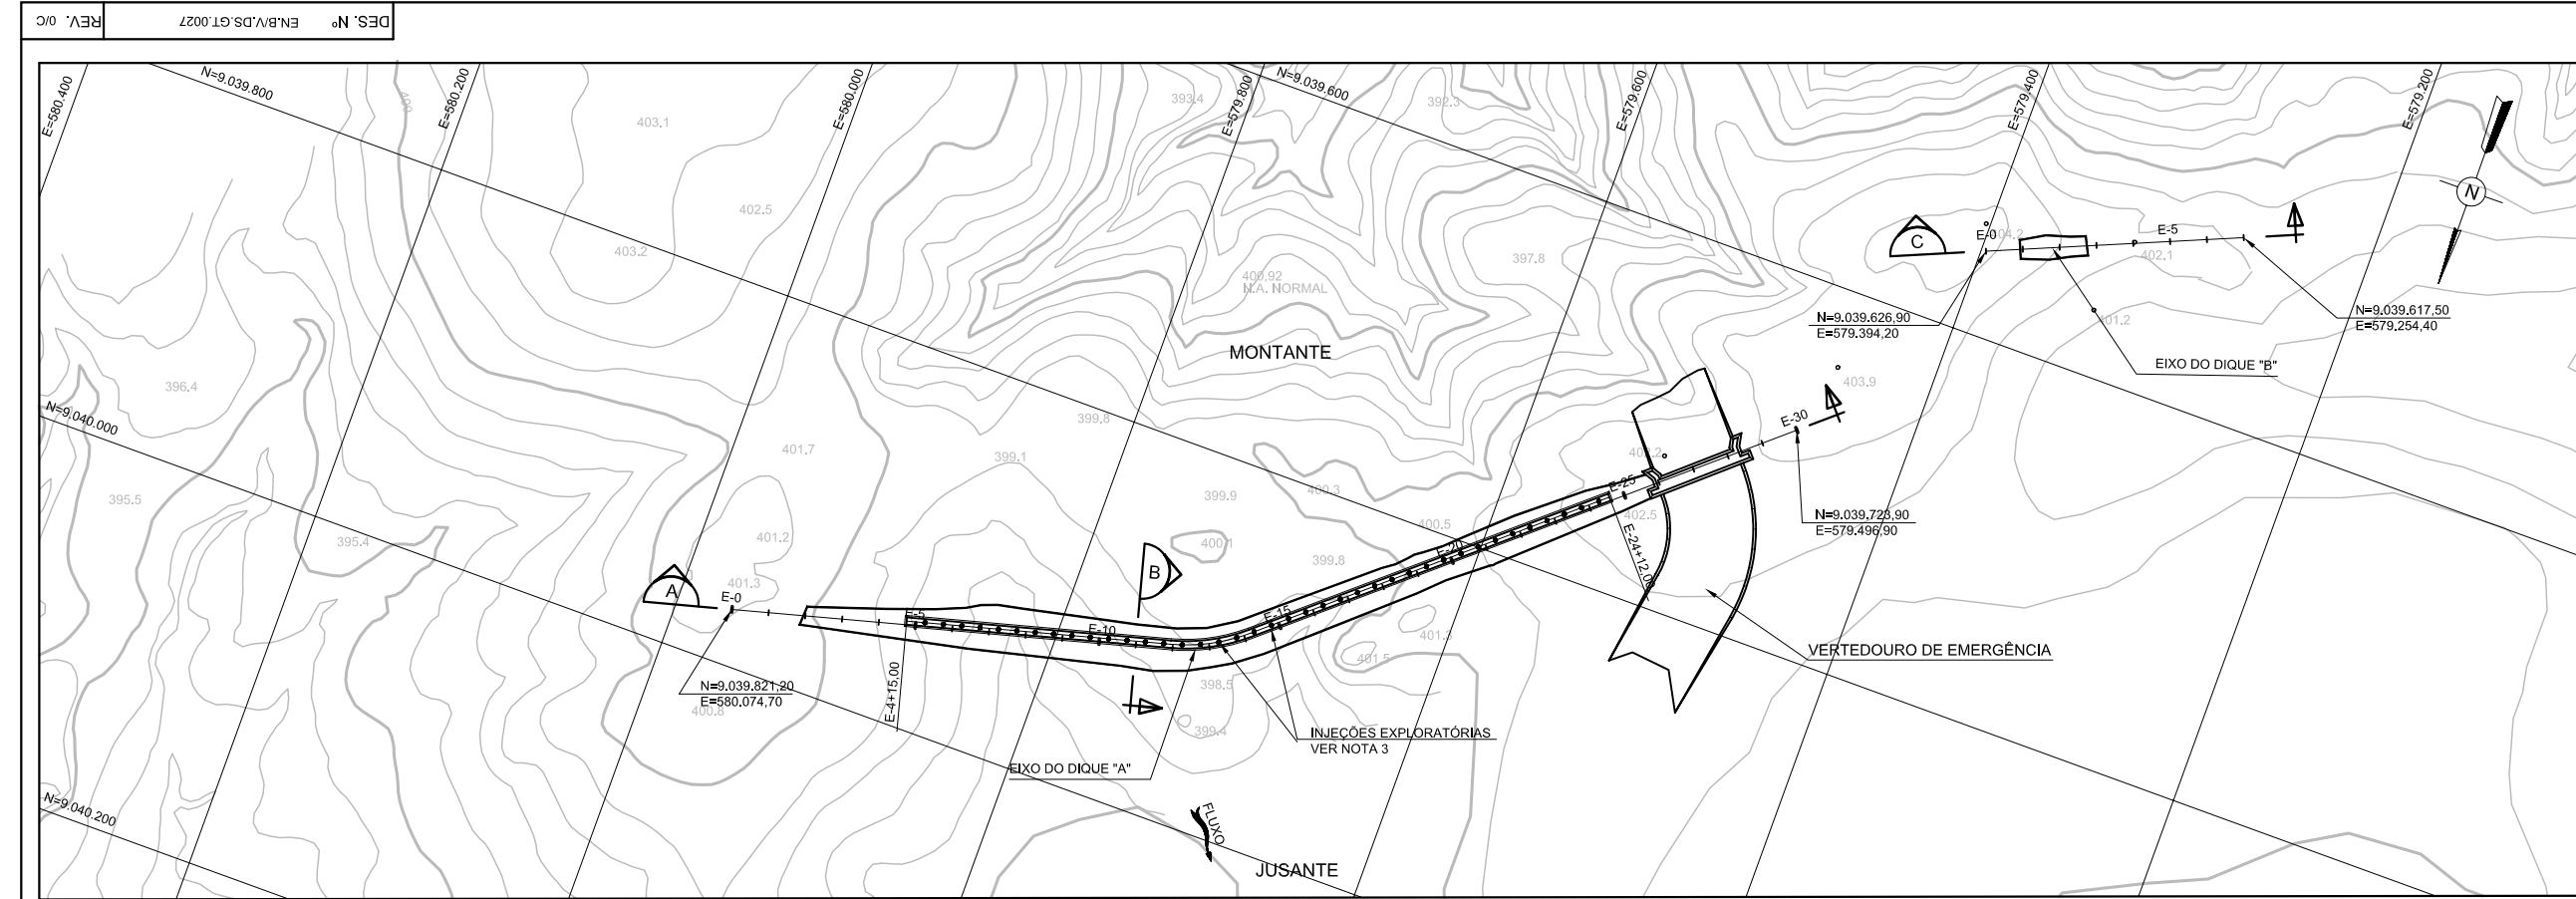 DES. Nº EN.B/V.DS.GT.0027 REV. 0/C
E=580.400
N=9.039.800
E=580.200
E=580.000
E=579.800
N=9.039.600
E=579.600
E=579.400
E=579.200
403.1
393.4
392.3
402.5
403.2
397.8
400,92
N.A. NORMAL
N
C
E-0
E-5
402.1
401.2
N=9.039.626,90
E=579.394,20
N=9.039.617,50
E=579.254,40
EIXO DO DIQUE "B"
MONTANTE
396.4
403.9
N=9.040.000
399.8
E-30
401.7
399.1
395.5
399.9
400.3
E-25
402.5
400.5
N=9.039.723,90
E=579.496,90
395.4
401.2
400.1
399.8
E-20
E-24+12,00
A
401.3
E-0
B
E-5
E-10
E-15
401.5
VERTEDOURO DE EMERGÊNCIA
N=9.039.821,20
E=580.074,70
400.8
E-4+15,00
398.5
399.4
INJEÇÕES EXPLORATÓRIAS
VER NOTA 3
EIXO DO DIQUE "A"
N=9.040.200
FLUXO
JUSANTE